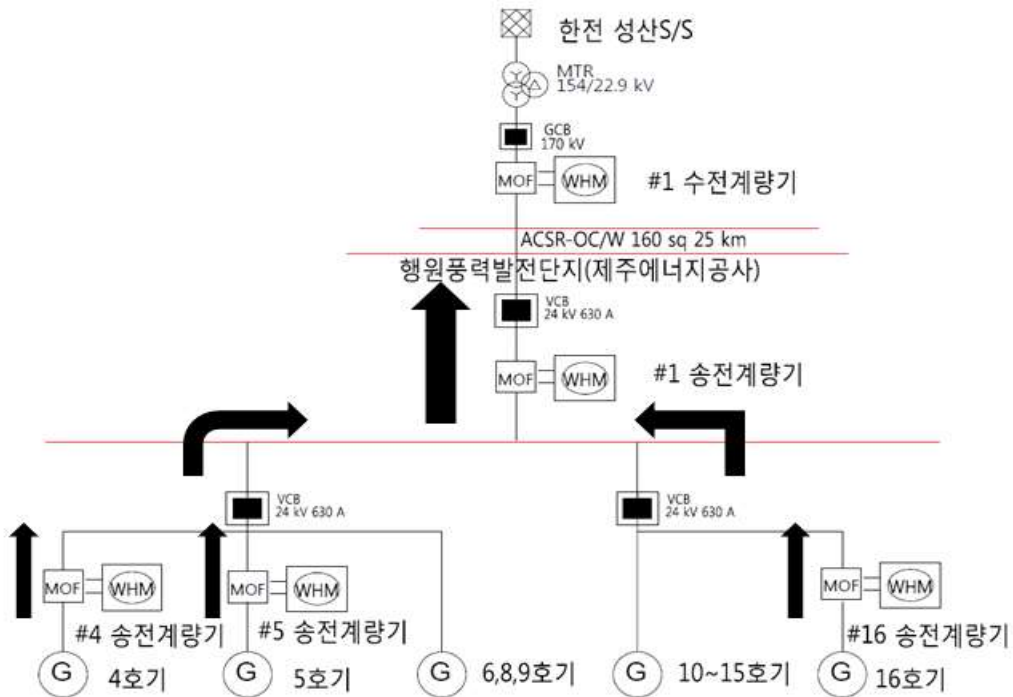 한전 성산S/S
MTR
154/22.9 kV
GCB
170 kV
MOF
WHM
#1 수전계량기
ACSR-OC/W 160 sq 25 km
행원풍력발전단지(제주에너지공사)
VCB
24 kV 630 A
MOF
WHM
#1 송전계량기
VCB
24 kV 630 A
VCB
24 kV 630 A
MOF
WHM
MOF
WHM
MOF
WHM
#4 송전계량기
#5 송전계량기
#16 송전계량기
G
4호기
G
5호기
G
6,8,9호기
G
10~15호기
G
16호기